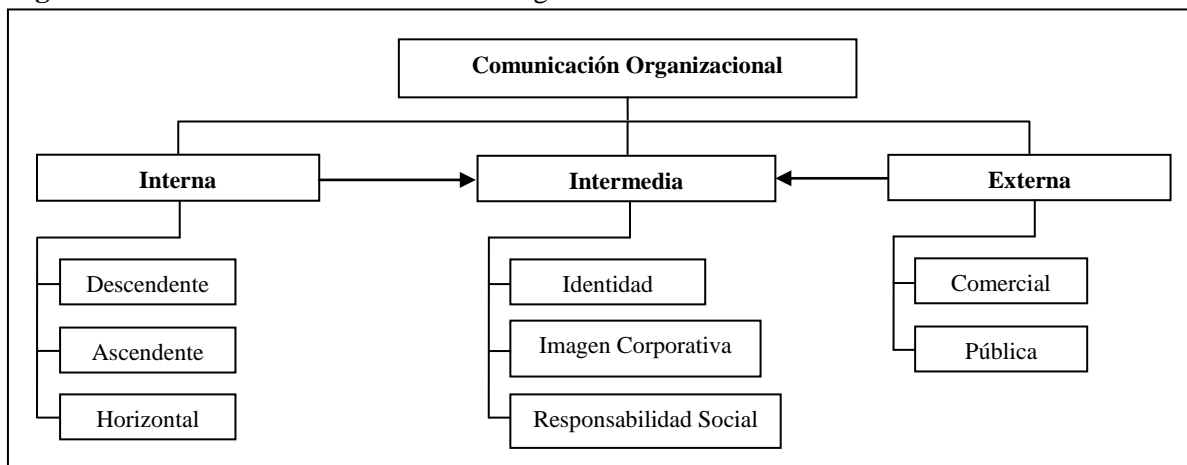 Comunicación Organizacional
Interna
Intermedia
Externa
Descendente
Ascendente
Horizontal
Identidad
Imagen Corporativa
Responsabilidad Social
Comercial
Pública